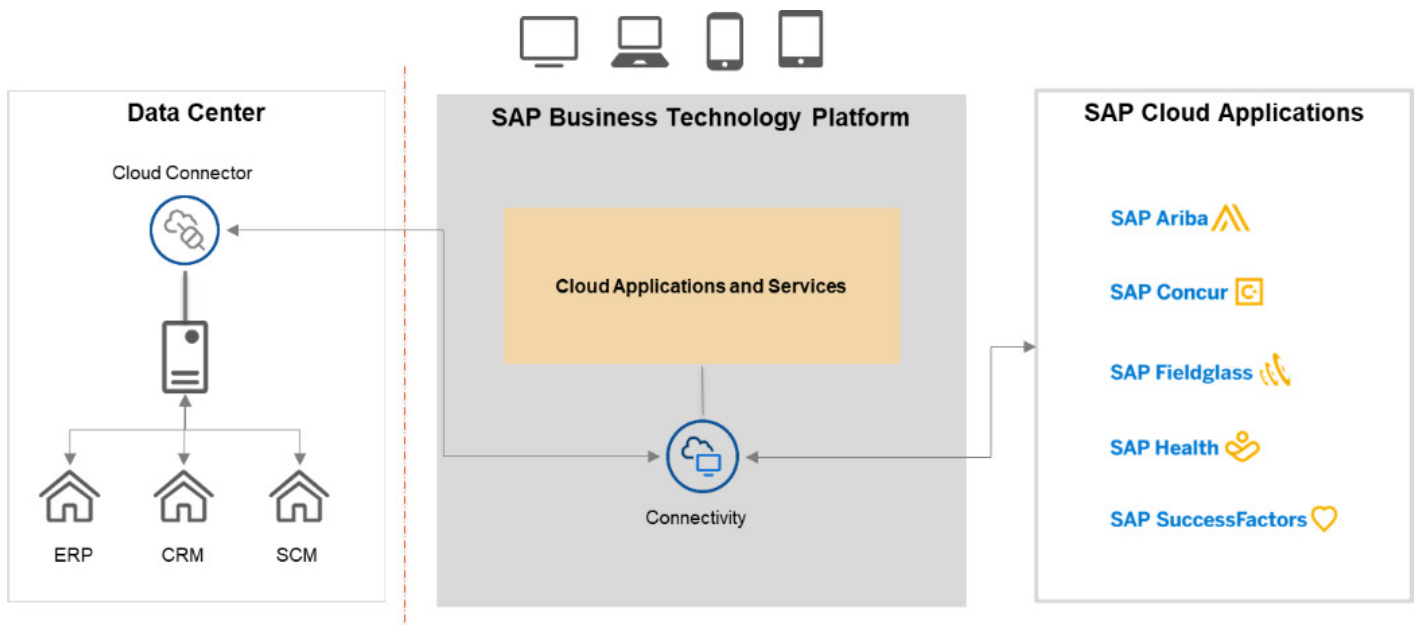 Data Center
Cloud Connector
ERP
CRM
SCM
SAP Business Technology Platform
Cloud Applications and Services
Connectivity
SAP Cloud Applications
SAP Ariba
SAP Concur
SAP Fieldglass
SAP Health
SAP SuccessFactors